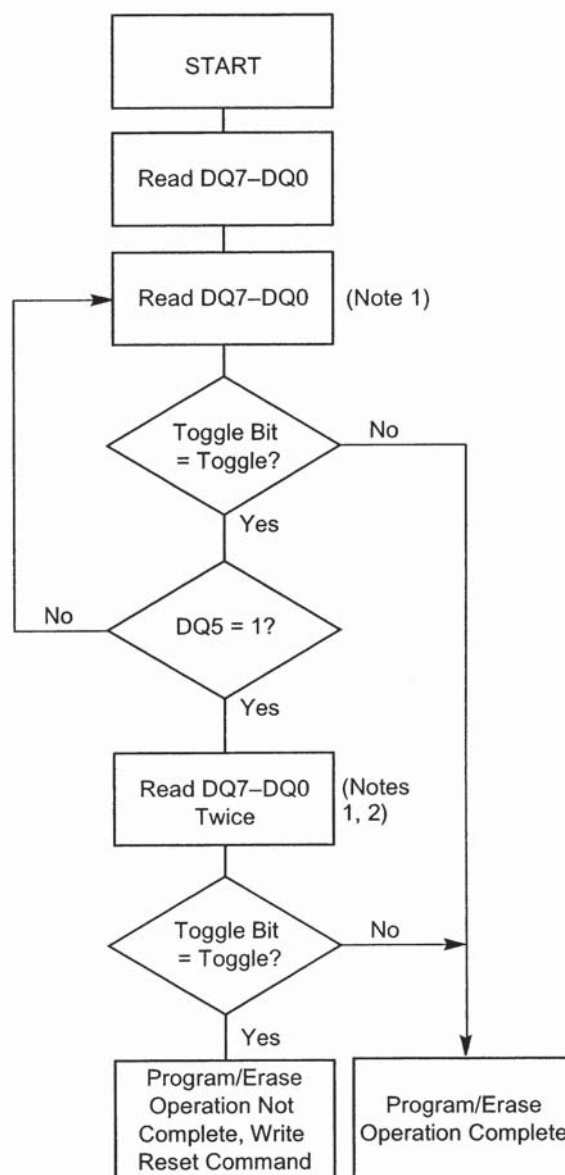 START
Read DQ7–DQ0
Read DQ7–DQ0
(Note 1)
Toggle Bit
= Toggle?
No
Yes
No
DQ5 = 1?
Yes
Read DQ7–DQ0
Twice
(Notes
1, 2)
Toggle Bit
= Toggle?
No
Yes
Program/Erase
Operation Not
Complete, Write
Reset Command
Program/Erase
Operation Complete